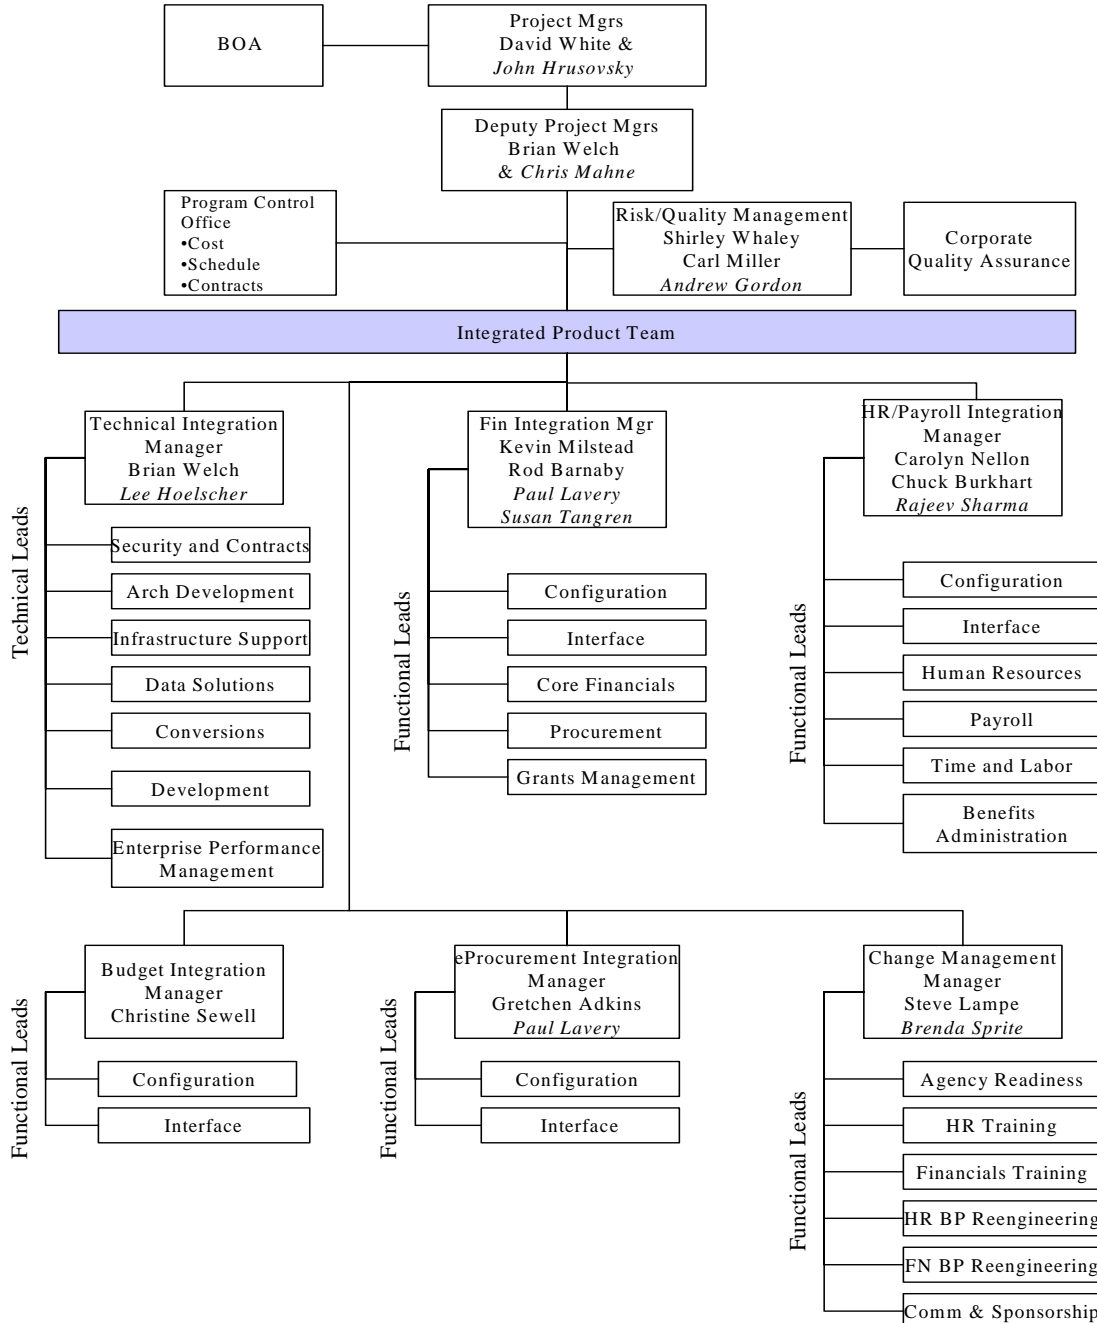 BOA
Project Mgrs
David White &
John Hrusovsky
Deputy Project Mgrs
Brian Welch
& Chris Mahne
Program Control
Office
•Cost
•Schedule
•Contracts
Risk/Quality Management
Shirley Whaley
Carl Miller
Andrew Gordon
Corporate
Quality Assurance
Integrated Product Team
Technical Integration
Manager
Brian Welch
Lee Hoelscher
Technical Leads
Security and Contracts
Arch Development
Infrastructure Support
Data Solutions
Conversions
Development
Enterprise Performance
Management
Fin Integration Mgr
Kevin Milstead
Rod Barnaby
Paul Lavery
Susan Tangren
Functional Leads
Configuration
Interface
Core Financials
Procurement
Grants Management
HR/Payroll Integration
Manager
Carolyn Nellon
Chuck Burkhart
Rajeev Sharma
Functional Leads
Configuration
Interface
Human Resources
Payroll
Time and Labor
Benefits
Administration
Budget Integration
Manager
Christine Sewell
Functional Leads
Configuration
Interface
eProcurement Integration
Manager
Gretchen Adkins
Paul Lavery
Functional Leads
Configuration
Interface
Change Management
Manager
Steve Lampe
Brenda Sprite
Functional Leads
Agency Readiness
HR Training
Financials Training
HR BP Reengineering
FN BP Reengineering
Comm & Sponsorship